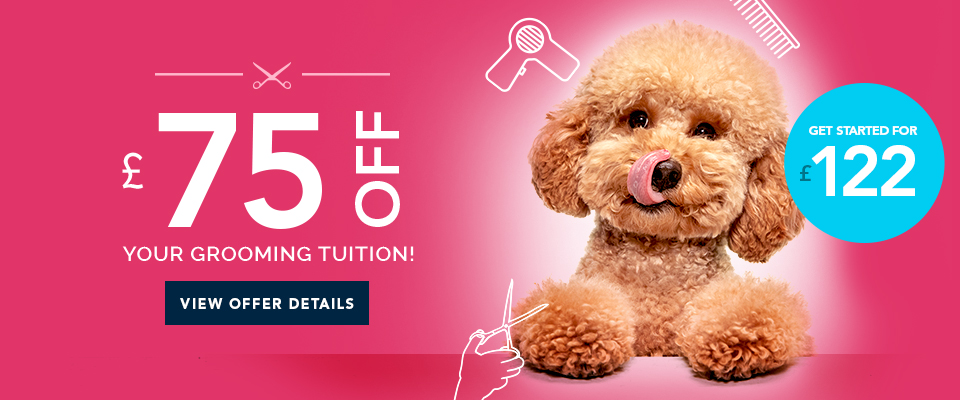 £75 OFF
YOUR GROOMING TUITION!
VIEW OFFER DETAILS
GET STARTED FOR
£122